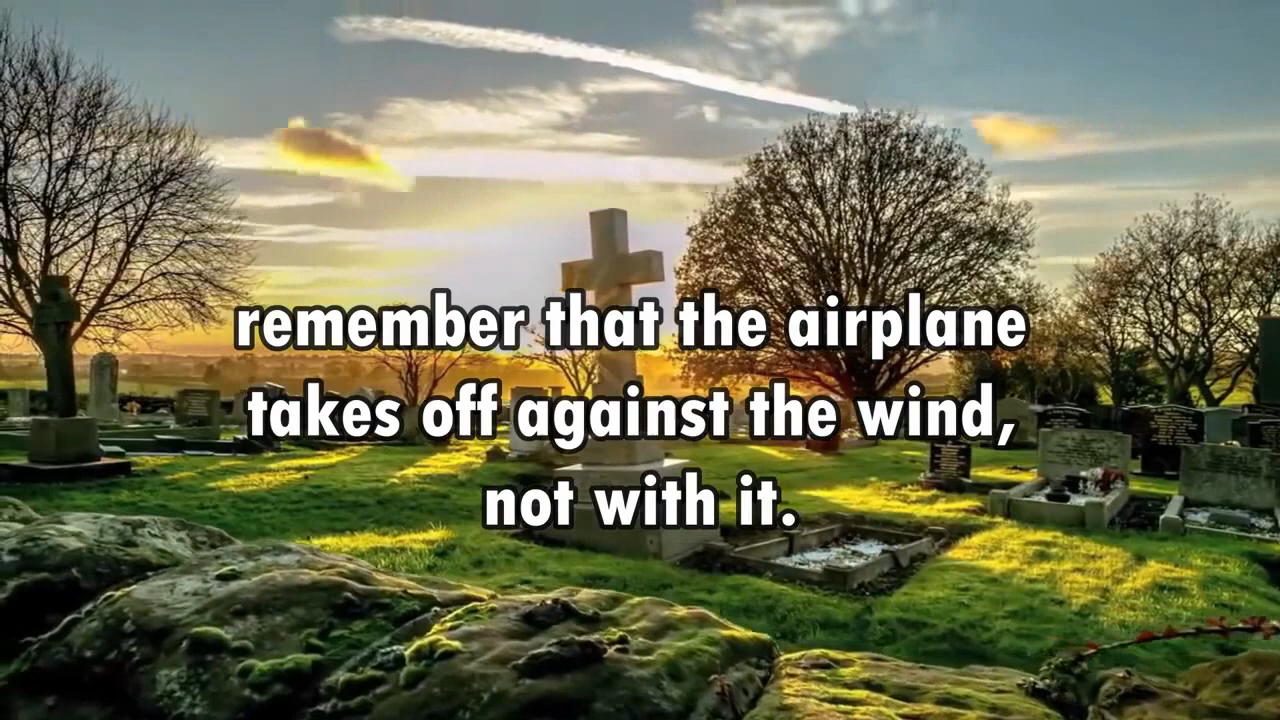 remember that the airplane
takes off against the wind,
not with it.